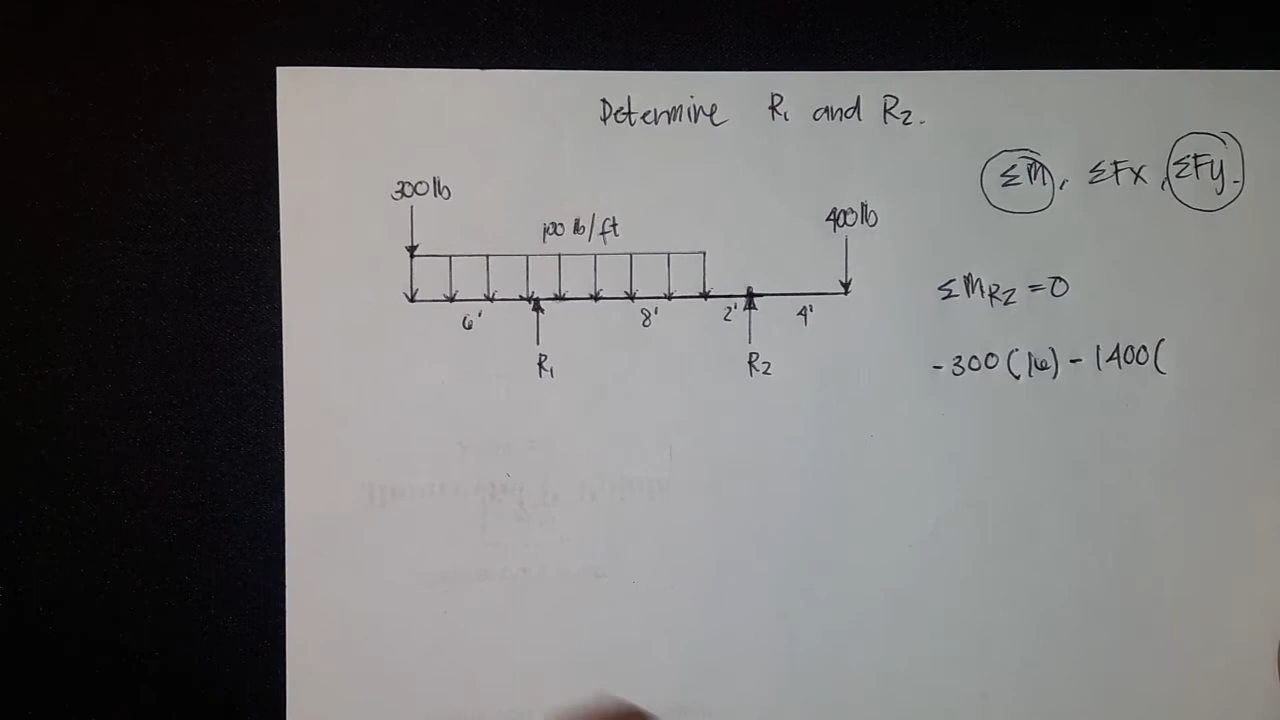 Determine R₁ and R₂.
ΣM, ΣFx, ΣFy.
300 lb
100 lb/ft
400 lb
6' 8' 2' 4'
R₁ R₂
ΣM_R₂ = 0
-300(16) - 1400(